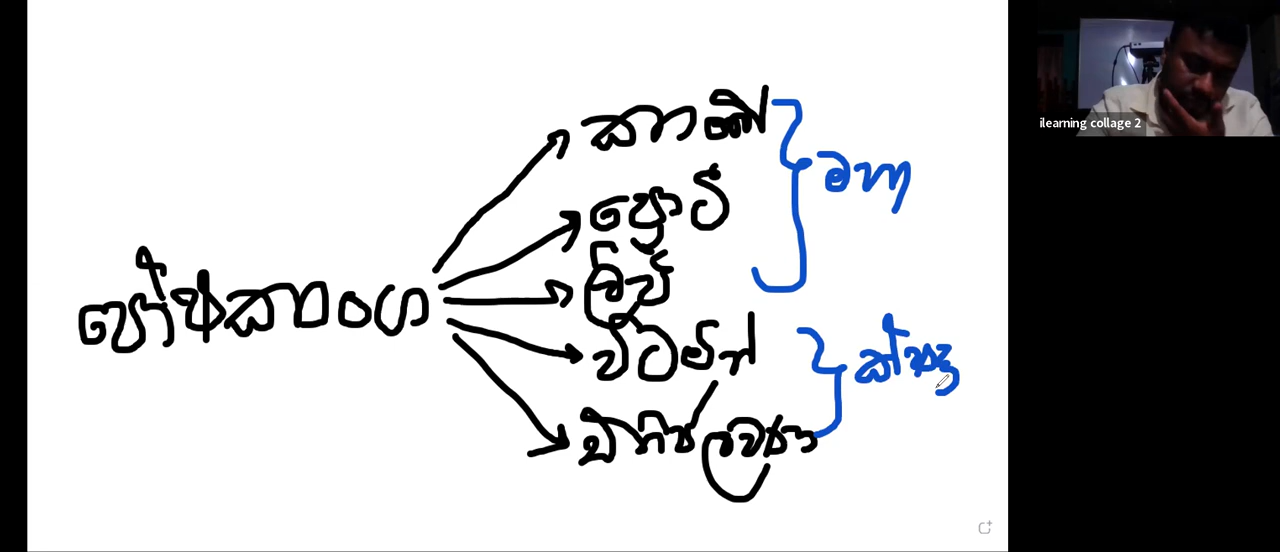 පෝෂකාංග
කාබෝ
ප්‍රෝටී
ලිපි
විටමින්
ඛනිජ ලවණ
මහා
ක්ෂුද්‍ර
ilearning collage 2